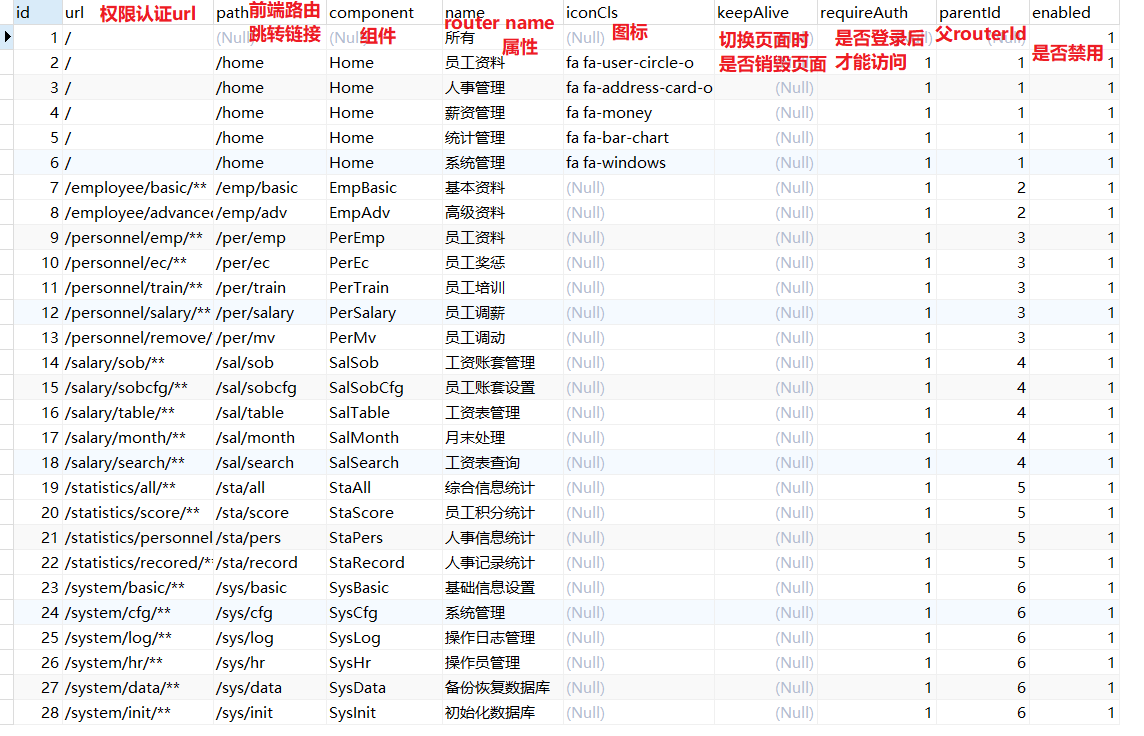 id url 权限认证url path 前端路由 component name iconCls keepAlive requireAuth parentId enabled
跳转链接 组件 router name 属性 图标 切换页面时 是否销毁页面 是否登录后 才能访问 父routerId 是否禁用
1 / (Null) (Nul 所有 (Null) 1
2 / /home Home 员工资料 fa fa-user-circle-o 1 1 1
3 / /home Home 人事管理 fa fa-address-card-o (Null) 1 1 1
4 / /home Home 薪资管理 fa fa-money (Null) 1 1 1
5 / /home Home 统计管理 fa fa-bar-chart (Null) 1 1 1
6 / /home Home 系统管理 fa fa-windows (Null) 1 1 1
7 /employee/basic/** /emp/basic EmpBasic 基本资料 (Null) (Null) 1 2 1
8 /employee/advanced /emp/adv EmpAdv 高级资料 (Null) (Null) 1 2 1
9 /personnel/emp/** /per/emp PerEmp 员工资料 (Null) (Null) 1 3 1
10 /personnel/ec/** /per/ec PerEc 员工奖惩 (Null) (Null) 1 3 1
11 /personnel/train/** /per/train PerTrain 员工培训 (Null) (Null) 1 3 1
12 /personnel/salary/** /per/salary PerSalary 员工调薪 (Null) (Null) 1 3 1
13 /personnel/remove/ /per/mv PerMv 员工调动 (Null) (Null) 1 3 1
14 /salary/sob/** /sal/sob SalSob 工资账套管理 (Null) (Null) 1 4 1
15 /salary/sobcfg/** /sal/sobcfg SalSobCfg 员工账套设置 (Null) (Null) 1 4 1
16 /salary/table/** /sal/table SalTable 工资表管理 (Null) (Null) 1 4 1
17 /salary/month/** /sal/month SalMonth 月末处理 (Null) (Null) 1 4 1
18 /salary/search/** /sal/search SalSearch 工资表查询 (Null) (Null) 1 4 1
19 /statistics/all/** /sta/all StaAll 综合信息统计 (Null) (Null) 1 5 1
20 /statistics/score/** /sta/score StaScore 员工积分统计 (Null) (Null) 1 5 1
21 /statistics/personnel /sta/pers StaPers 人事信息统计 (Null) (Null) 1 5 1
22 /statistics/recored/* /sta/record StaRecord 人事记录统计 (Null) (Null) 1 5 1
23 /system/basic/** /sys/basic SysBasic 基础信息设置 (Null) (Null) 1 6 1
24 /system/cfg/** /sys/cfg SysCfg 系统管理 (Null) (Null) 1 6 1
25 /system/log/** /sys/log SysLog 操作日志管理 (Null) (Null) 1 6 1
26 /system/hr/** /sys/hr SysHr 操作员管理 (Null) (Null) 1 6 1
27 /system/data/** /sys/data SysData 备份恢复数据库 (Null) (Null) 1 6 1
28 /system/init/** /sys/init SysInit 初始化数据库 (Null) (Null) 1 6 1